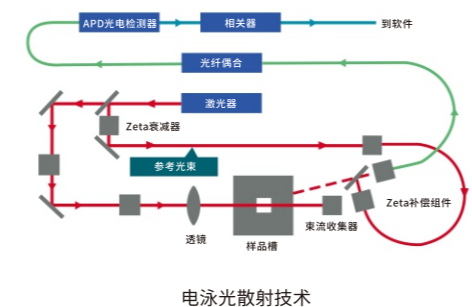 APD光电检测器
相关器
到软件
光纤偶合
激光器
Zeta衰减器
参考光束
Zeta补偿组件
束流收集器
透镜
样品槽
电泳光散射技术